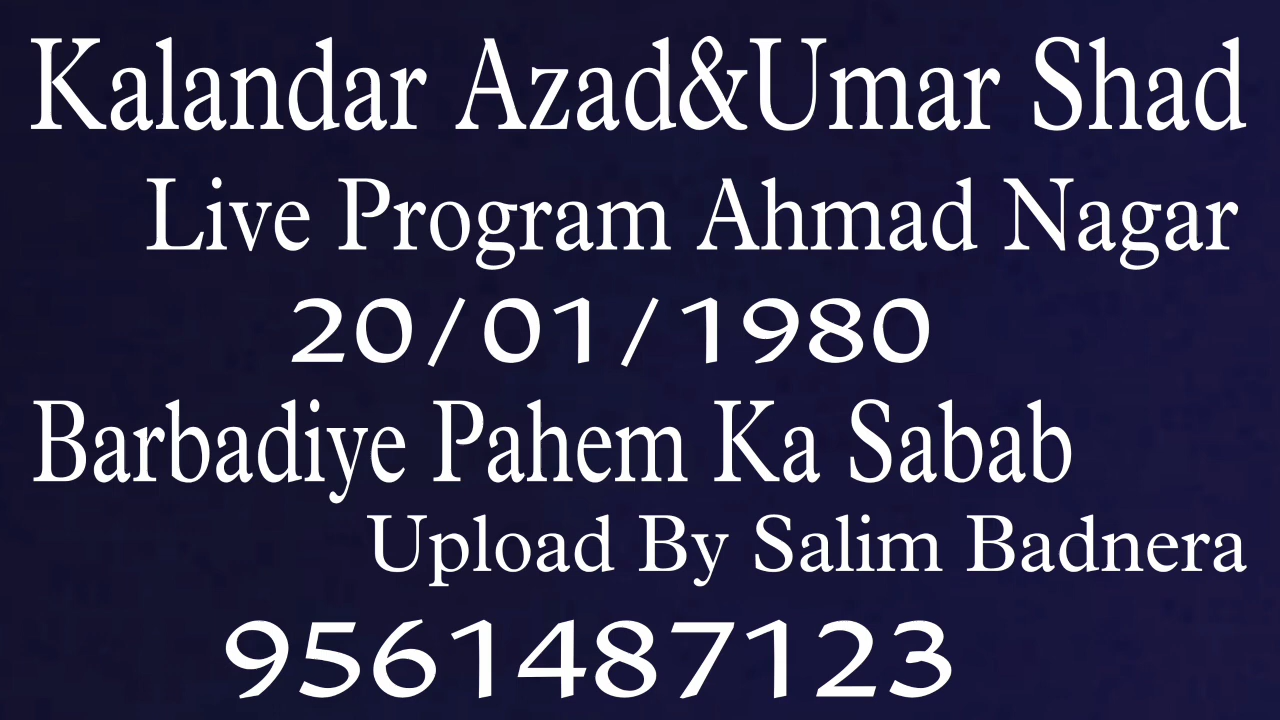 Kalandar Azad&Umar Shad
Live Program Ahmad Nagar
20/01/1980
Barbadiye Pahem Ka Sabab
Upload By Salim Badnera
9561487123